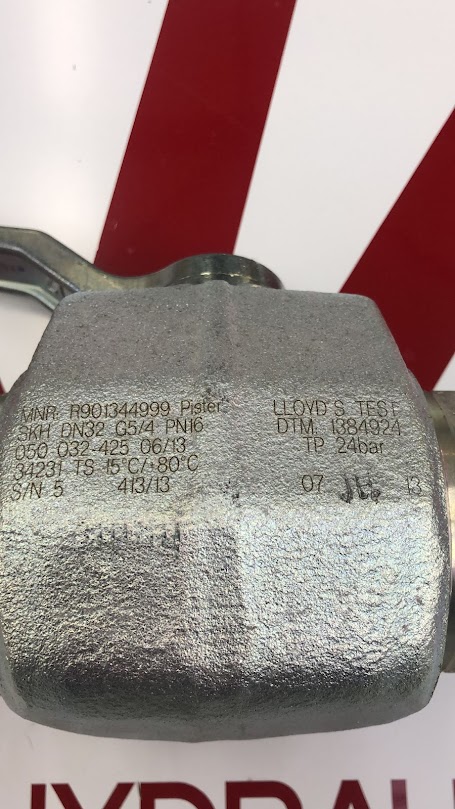 MNR. R901344999 Pister
SKH DN32 G5/4 PN16
050 032-425 06/13
34231 TS 15°C/+80°C
S/N 5 413/13
LLOYD'S TEST
DTM. 1384924
TP 24bar
07 13
HYDRAUL